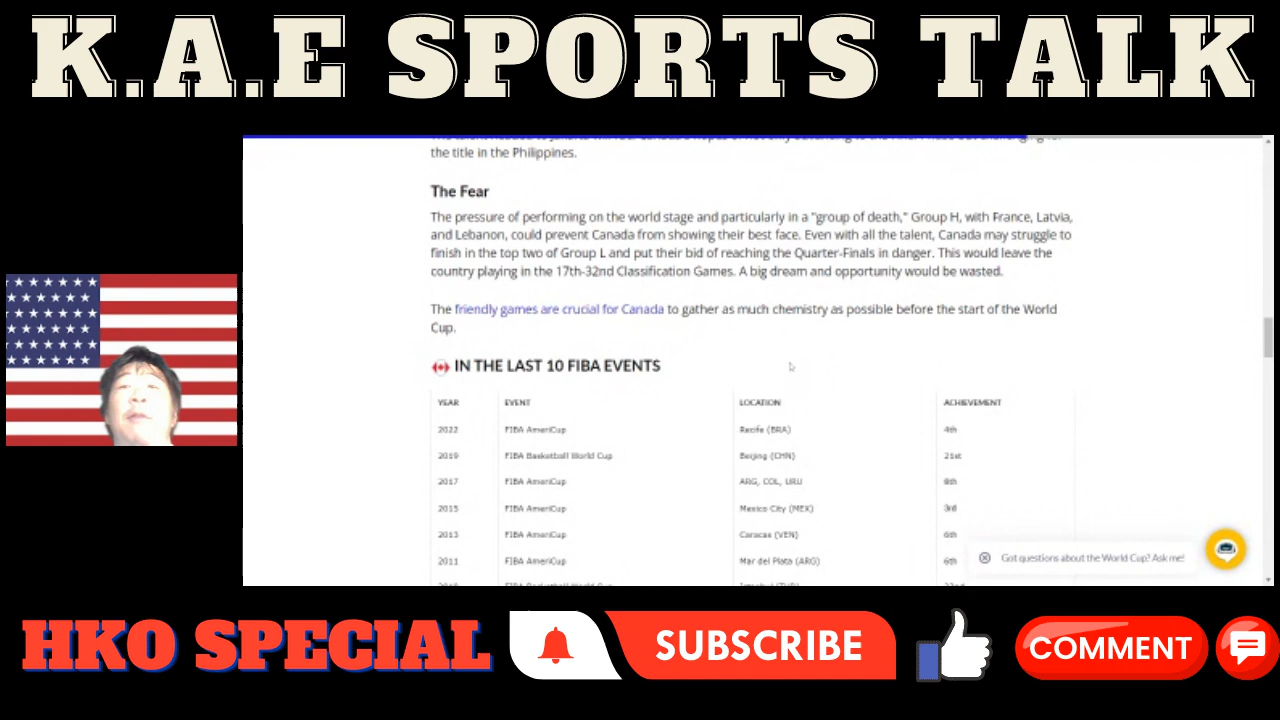 K.A.E SPORTS TALK
the title in the Philippines.
The Fear
The pressure of performing on the world stage and particularly in a "group of death," Group H, with France, Latvia,
and Lebanon, could prevent Canada from showing their best face. Even with all the talent, Canada may struggle to
finish in the top two of Group L and put their bid of reaching the Quarter-Finals in danger. This would leave the
country playing in the 17th-32nd Classification Games. A big dream and opportunity would be wasted.
The friendly games are crucial for Canada to gather as much chemistry as possible before the start of the World
Cup.
IN THE LAST 10 FIBA EVENTS
YEAR EVENT LOCATION ACHIEVEMENT
2022 FIBA AmeriCup Recife (BRA) 4th
2019 FIBA Basketball World Cup Beijing (CHN) 21st
2017 FIBA AmeriCup ARG, COL, URU 8th
2015 FIBA AmeriCup Mexico City (MEX) 3rd
2013 FIBA AmeriCup Caracas (VEN) 6th
2011 FIBA AmeriCup Mar del Plata (ARG) 6th
Got questions about the World Cup? Ask me!
HKO SPECIAL
SUBSCRIBE
COMMENT